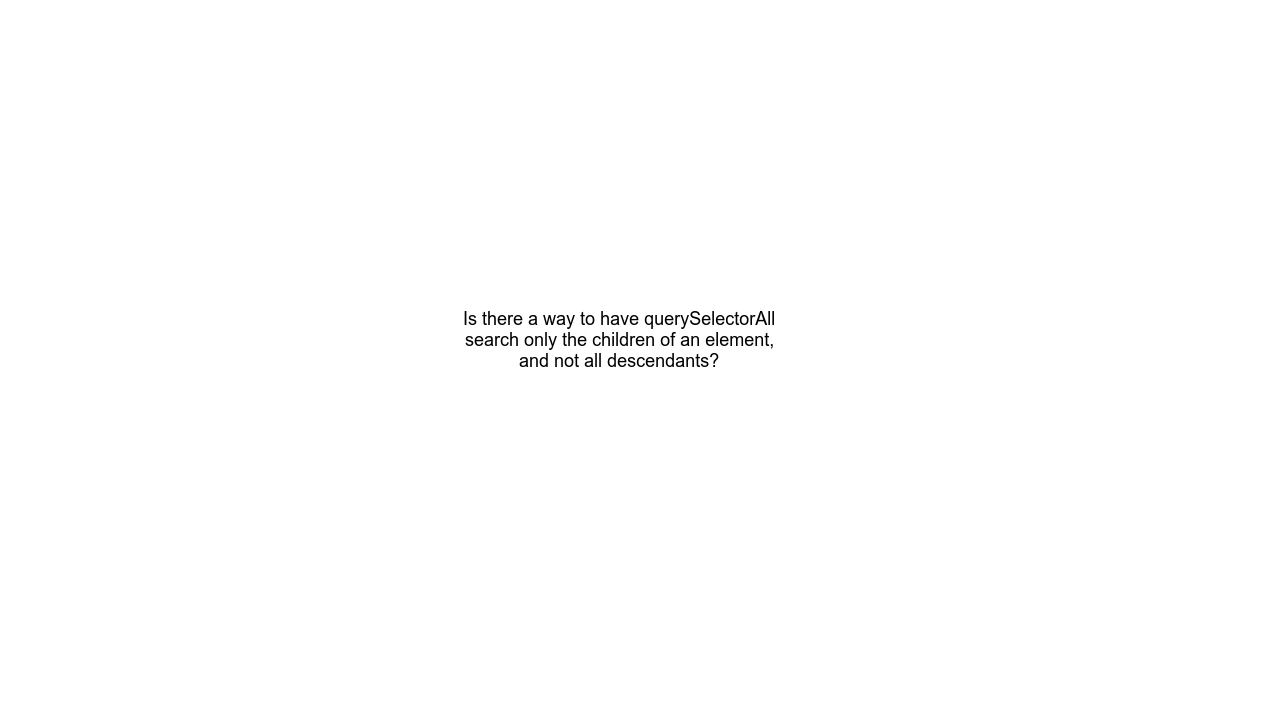 Is there a way to have querySelectorAll
search only the children of an element,
and not all descendants?